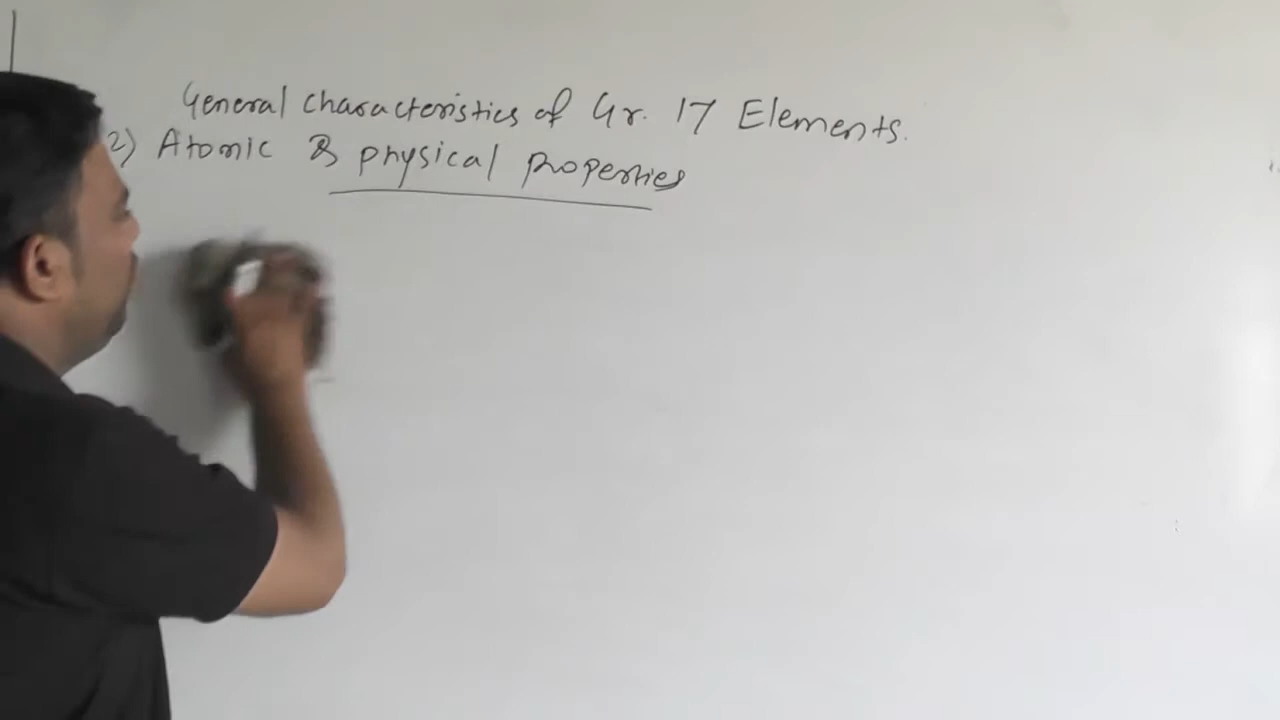 General characteristics of Gr. 17 Elements.
2) Atomic & physical properties